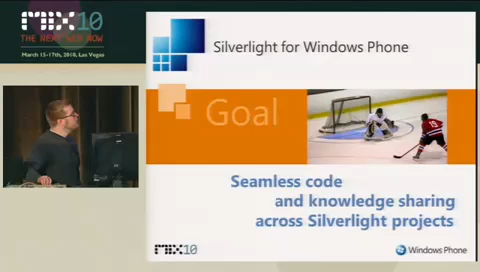 MIX10
THE NEXT WEB NOW
March 15-17th, 2010, Las Vegas
Silverlight for Windows Phone
Goal
Seamless code
and knowledge sharing
across Silverlight projects
MIX10
Windows Phone